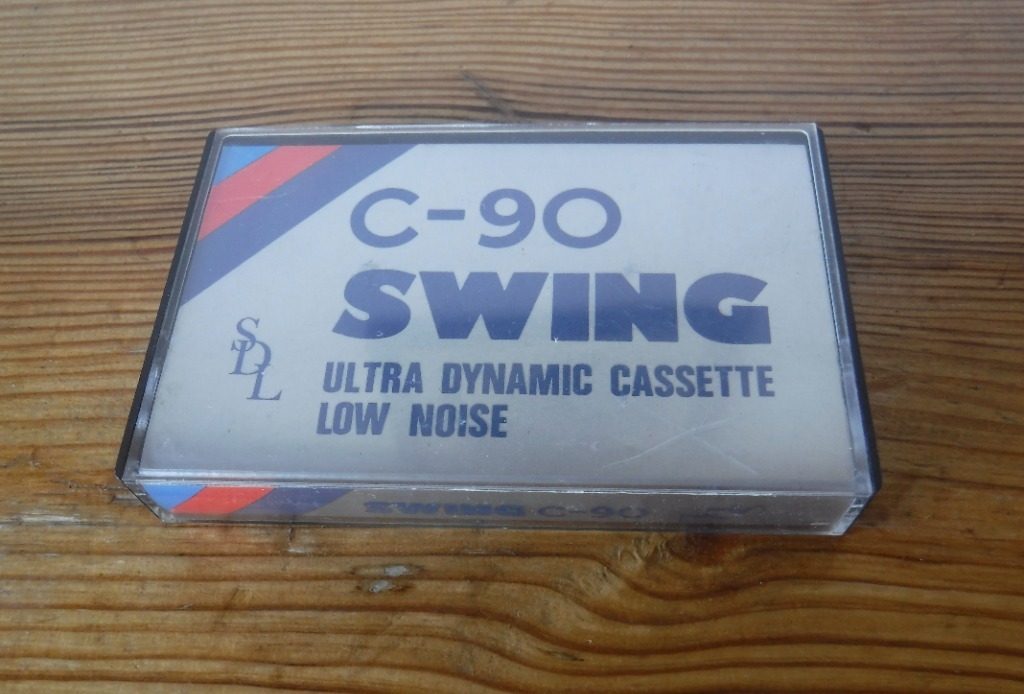 C-90
SWING
SDL
ULTRA DYNAMIC CASSETTE
LOW NOISE
SWING C-90